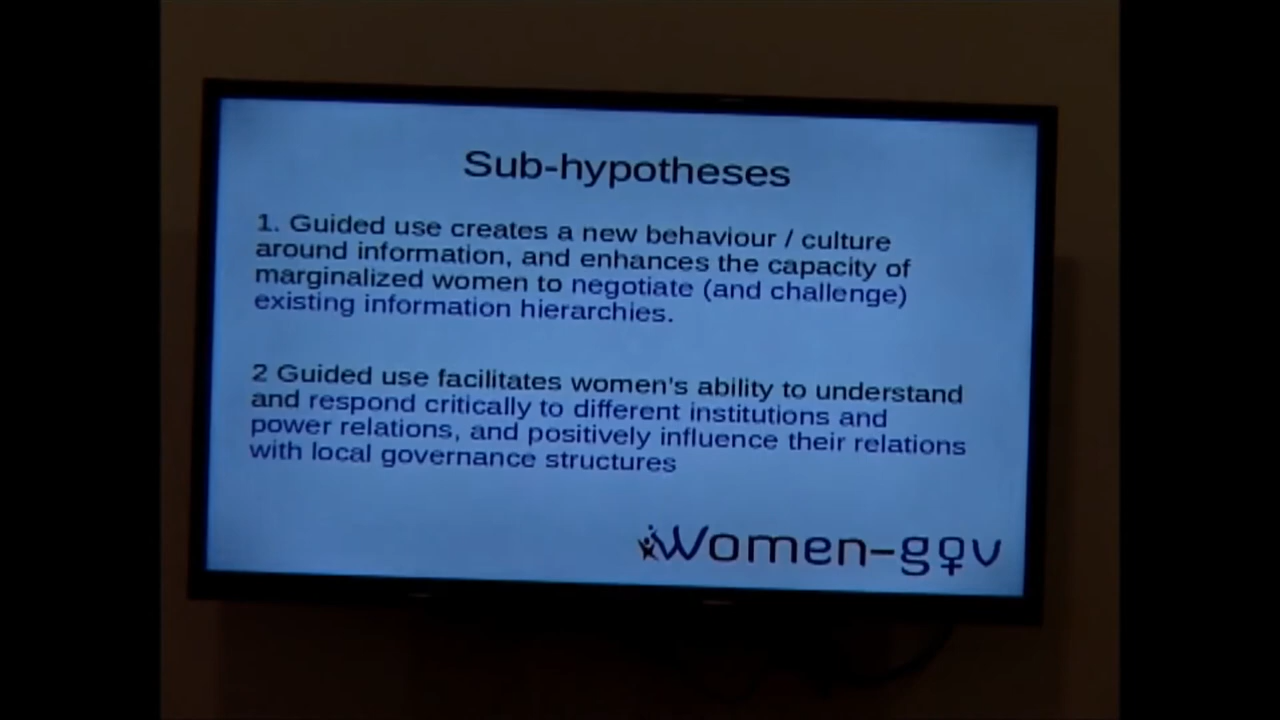 Sub-hypotheses
1. Guided use creates a new behaviour / culture
around information, and enhances the capacity of
marginalized women to negotiate (and challenge)
existing information hierarchies.
2 Guided use facilitates women's ability to understand
and respond critically to different institutions and
power relations, and positively influence their relations
with local governance structures
Women-gov